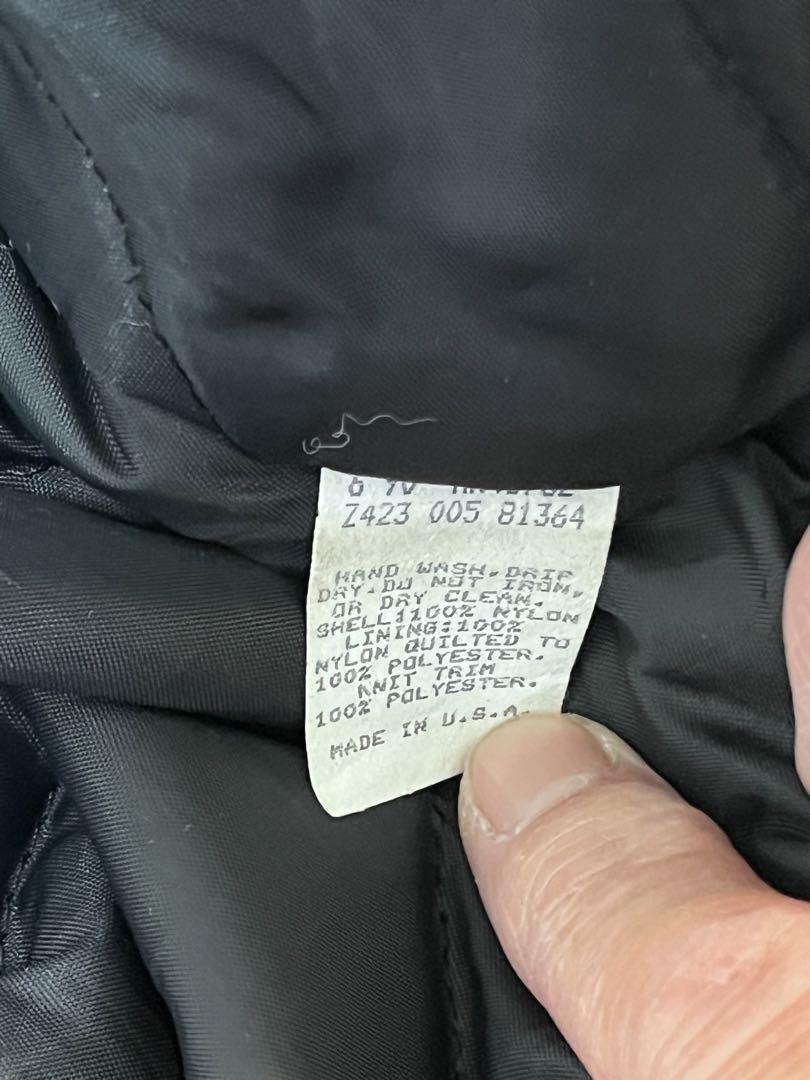 Z423 005 81364
HAND WASH.DRIP
DRY.DO NOT IRON,
OR DRY CLEAN.
SHELL:100% NYLON
LINING:100%
NYLON QUILTED TO
100% POLYESTER.
KNIT TRIM
100% POLYESTER.
MADE IN U.S.A.